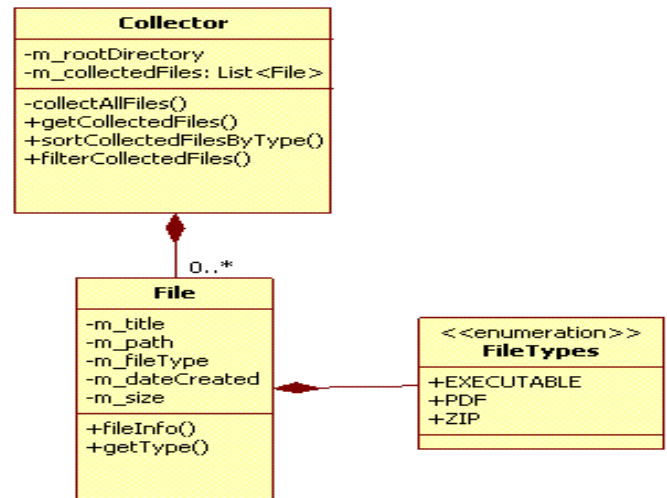 Collector
-m_rootDirectory
-m_collectedFiles: List<File>
-collectAllFiles()
+getCollectedFiles()
+sortCollectedFilesByType()
+filterCollectedFiles()
0..*
File
-m_title
-m_path
-m_fileType
-m_dateCreated
-m_size
+fileInfo()
+getType()
<<enumeration>>
FileTypes
+EXECUTABLE
+PDF
+ZIP